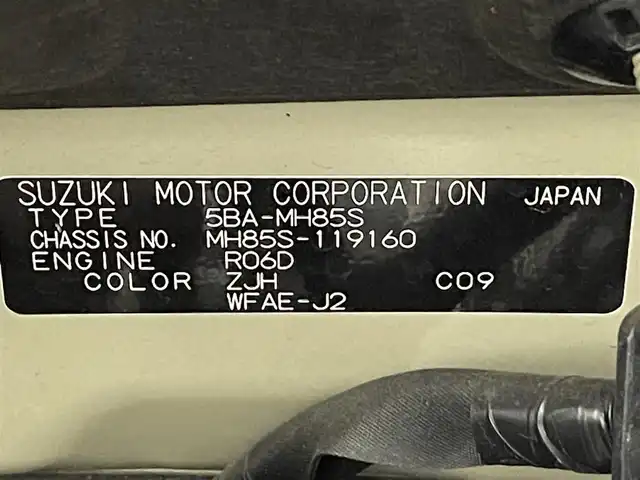 SUZUKI MOTOR CORPORATION JAPAN
TYPE 5BA-MH85S
CHASSIS NO. MH85S-119160
ENGINE R06D
COLOR ZJH C09
WFAE-J2